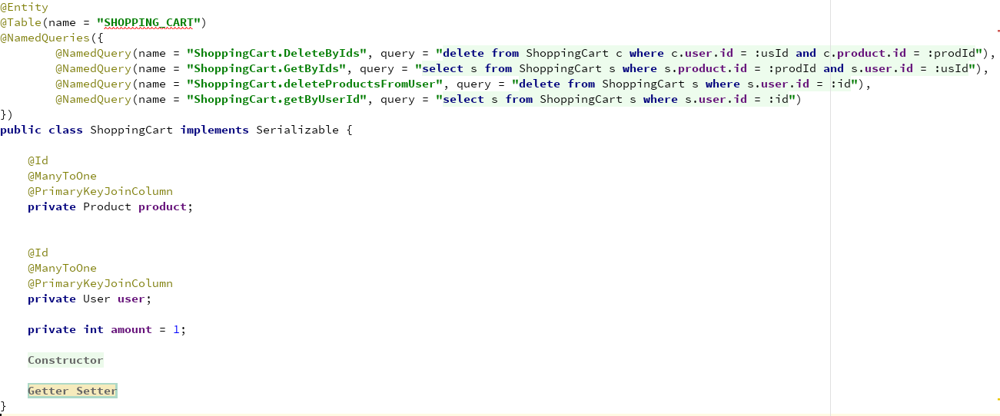 @Entity
@Table(name = "SHOPPING_CART")
@NamedQueries({
        @NamedQuery(name = "ShoppingCart.DeleteByIds", query = "delete from ShoppingCart c where c.user.id = :usId and c.product.id = :prodId"),
        @NamedQuery(name = "ShoppingCart.GetByIds", query = "select s from ShoppingCart s where s.product.id = :prodId and s.user.id = :usId"),
        @NamedQuery(name = "ShoppingCart.deleteProductsFromUser", query = "delete from ShoppingCart s where s.user.id = :id"),
        @NamedQuery(name = "ShoppingCart.getByUserId", query = "select s from ShoppingCart s where s.user.id = :id")
})
public class ShoppingCart implements Serializable {
    @Id
    @ManyToOne
    @PrimaryKeyJoinColumn
    private Product product;
    @Id
    @ManyToOne
    @PrimaryKeyJoinColumn
    private User user;
    private int amount = 1;
    Constructor
    Getter Setter
}